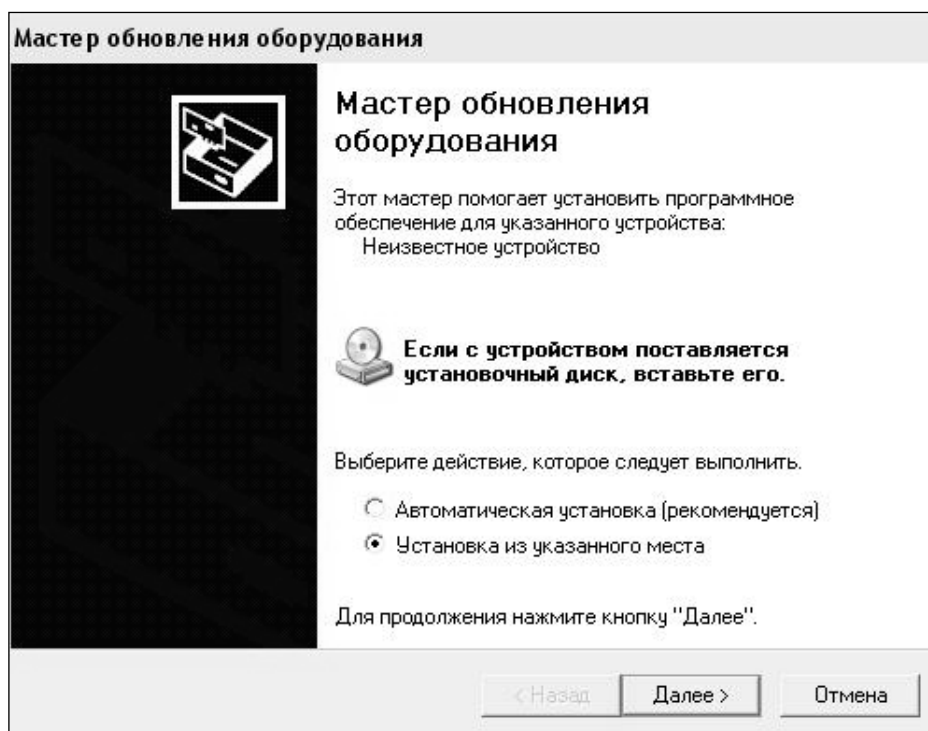 Мастер обновления оборудования
Мастер обновления
оборудования
Этот мастер помогает установить программное
обеспечение для указанного устройства:
Неизвестное устройство
Если с устройством поставляется
установочный диск, вставьте его.
Выберите действие, которое следует выполнить.
Автоматическая установка (рекомендуется)
Установка из указанного места
Для продолжения нажмите кнопку "Далее".
< Назад
Далее >
Отмена